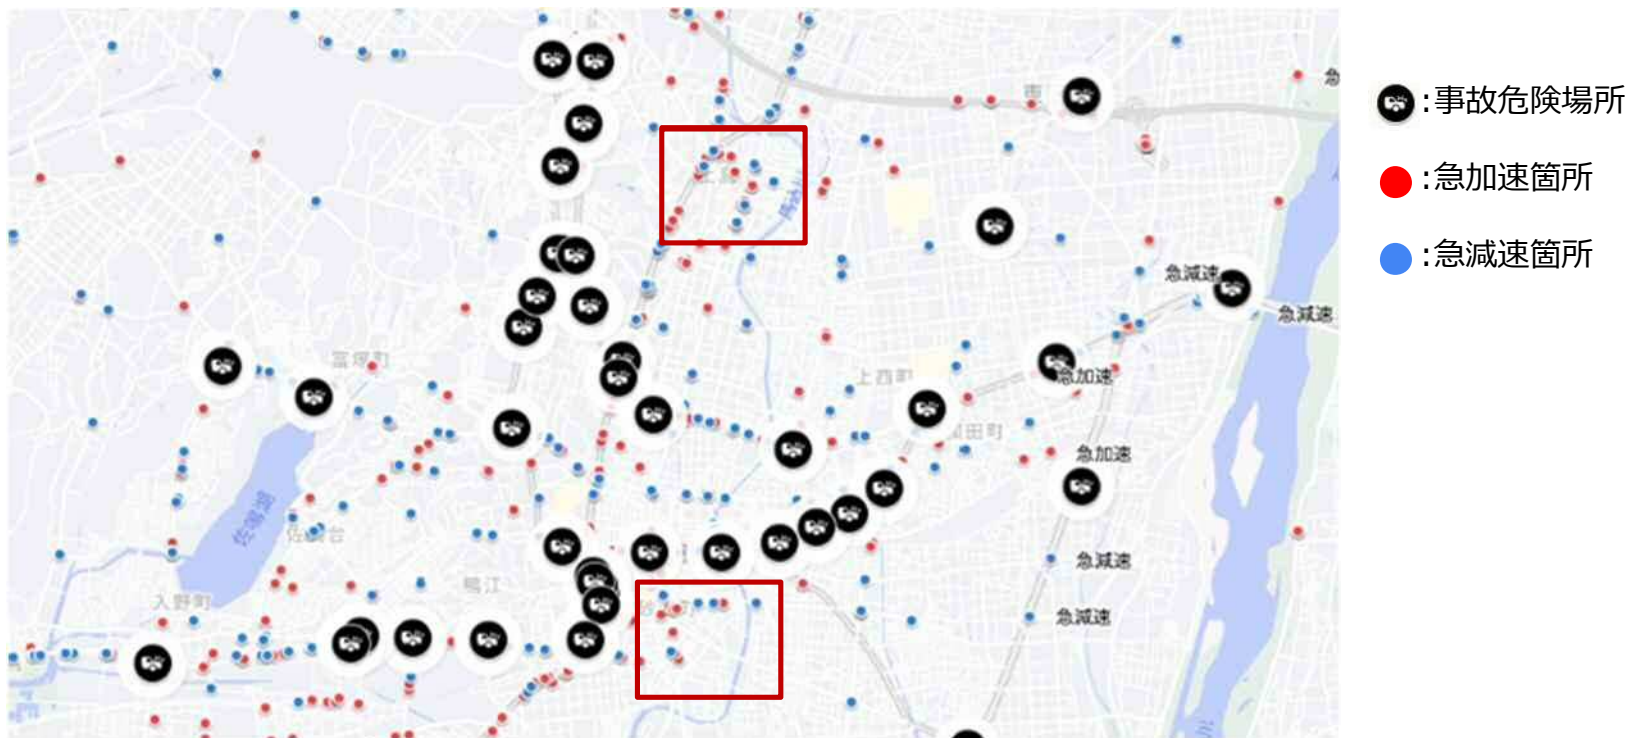 急
:事故危険場所
:急加速箇所
:急減速箇所
急減速
急減速
富塚町
急加速
上西町
急加速
佐鳴湖
急減速
鴨江
入野町
急減速